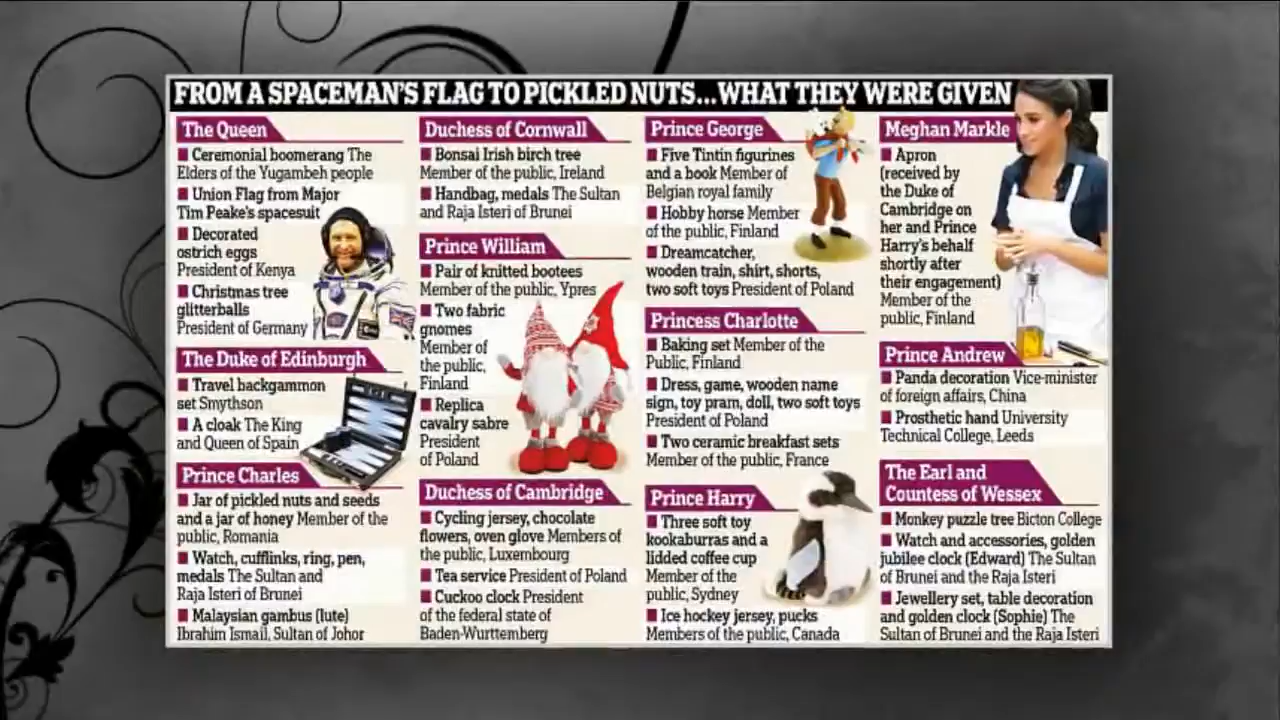 FROM A SPACEMAN'S FLAG TO PICKLED NUTS...WHAT THEY WERE GIVEN
The Queen
■ Ceremonial boomerang The
Elders of the Yugambeh people
■ Union Flag from Major
Tim Peake's spacesuit
■ Decorated
ostrich eggs
President of Kenya
■ Christmas tree
glitterballs
President of Germany
The Duke of Edinburgh
■ Travel backgammon
set Smythson
■ A cloak The King
and Queen of Spain
Prince Charles
■ Jar of pickled nuts and seeds
and a jar of honey Member of the
public, Romania
■ Watch, cufflinks, ring, pen,
medals The Sultan and
Raja Isteri of Brunei
■ Malaysian gambus (lute)
Ibrahim Ismail, Sultan of Johor
Duchess of Cornwall
■ Bonsai Irish birch tree
Member of the public, Ireland
■ Handbag, medals The Sultan
and Raja Isteri of Brunei
Prince William
■ Pair of knitted bootees
Member of the public, Ypres
■ Two fabric
gnomes
Member of
the public,
Finland
■ Replica
cavalry sabre
President
of Poland
Duchess of Cambridge
■ Cycling jersey, chocolate
flowers, oven glove Members of
the public, Luxembourg
■ Tea service President of Poland
■ Cuckoo clock President
of the federal state of
Baden-Wurttemberg
Prince George
■ Five Tintin figurines
and a book Member of
Belgian royal family
■ Hobby horse Member
of the public, Finland
■ Dreamcatcher,
wooden train, shirt, shorts,
two soft toys President of Poland
Princess Charlotte
■ Baking set Member of the
Public, Finland
■ Dress, game, wooden name
sign, toy pram, doll, two soft toys
President of Poland
■ Two ceramic breakfast sets
Member of the public, France
Prince Harry
■ Three soft toy
kookaburras and a
lidded coffee cup
Member of the
public, Sydney
■ Ice hockey jersey, pucks
Members of the public, Canada
Meghan Markle
■ Apron
(received by
the Duke of
Cambridge on
her and Prince
Harry's behalf
shortly after
their engagement)
Member of the
public, Finland
Prince Andrew
■ Panda decoration Vice-minister
of foreign affairs, China
■ Prosthetic hand University
Technical College, Leeds
The Earl and
Countess of Wessex
■ Monkey puzzle tree Bicton College
■ Watch and accessories, golden
jubilee clock (Edward) The Sultan
of Brunei and the Raja Isteri
■ Jewellery set, table decoration
and golden clock (Sophie) The
Sultan of Brunei and the Raja Isteri